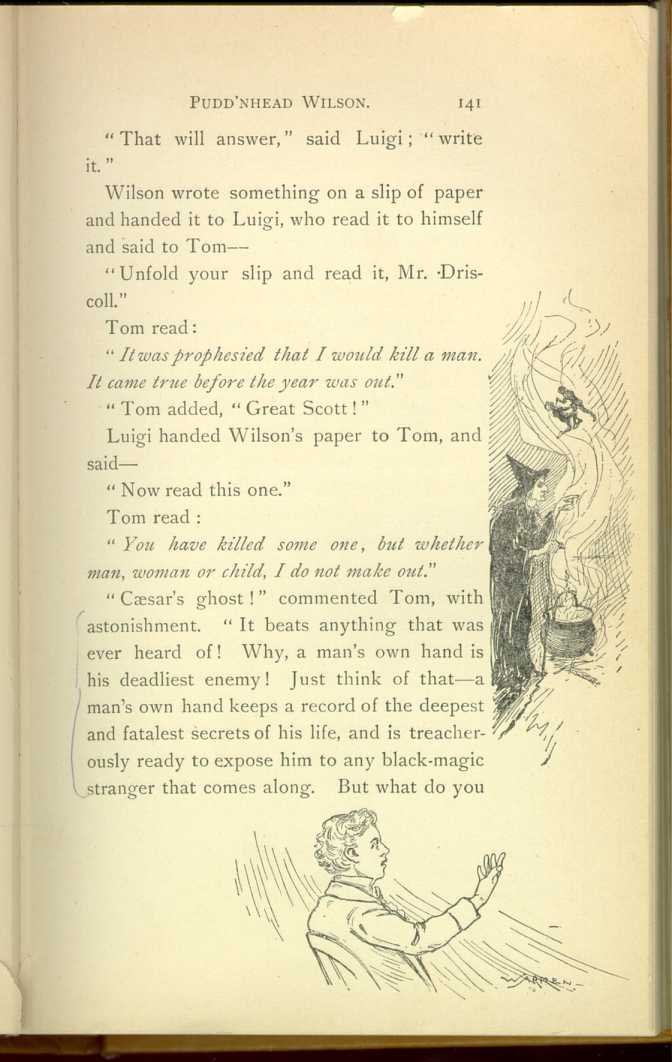 PUDD'NHEAD WILSON. 141
"That will answer," said Luigi; "write
it."
Wilson wrote something on a slip of paper
and handed it to Luigi, who read it to himself
and said to Tom—
"Unfold your slip and read it, Mr. Dris-
coll."
Tom read:
"It was prophesied that I would kill a man.
It came true before the year was out."
"Tom added, "Great Scott!"
Luigi handed Wilson's paper to Tom, and
said—
"Now read this one."
Tom read:
"You have killed some one, but whether
man, woman or child, I do not make out."
"Cæsar's ghost!" commented Tom, with
astonishment. "It beats anything that was
ever heard of! Why, a man's own hand is
his deadliest enemy! Just think of that—a
man's own hand keeps a record of the deepest
and fatalest secrets of his life, and is treacher-
ously ready to expose him to any black-magic
stranger that comes along. But what do you
WARREN